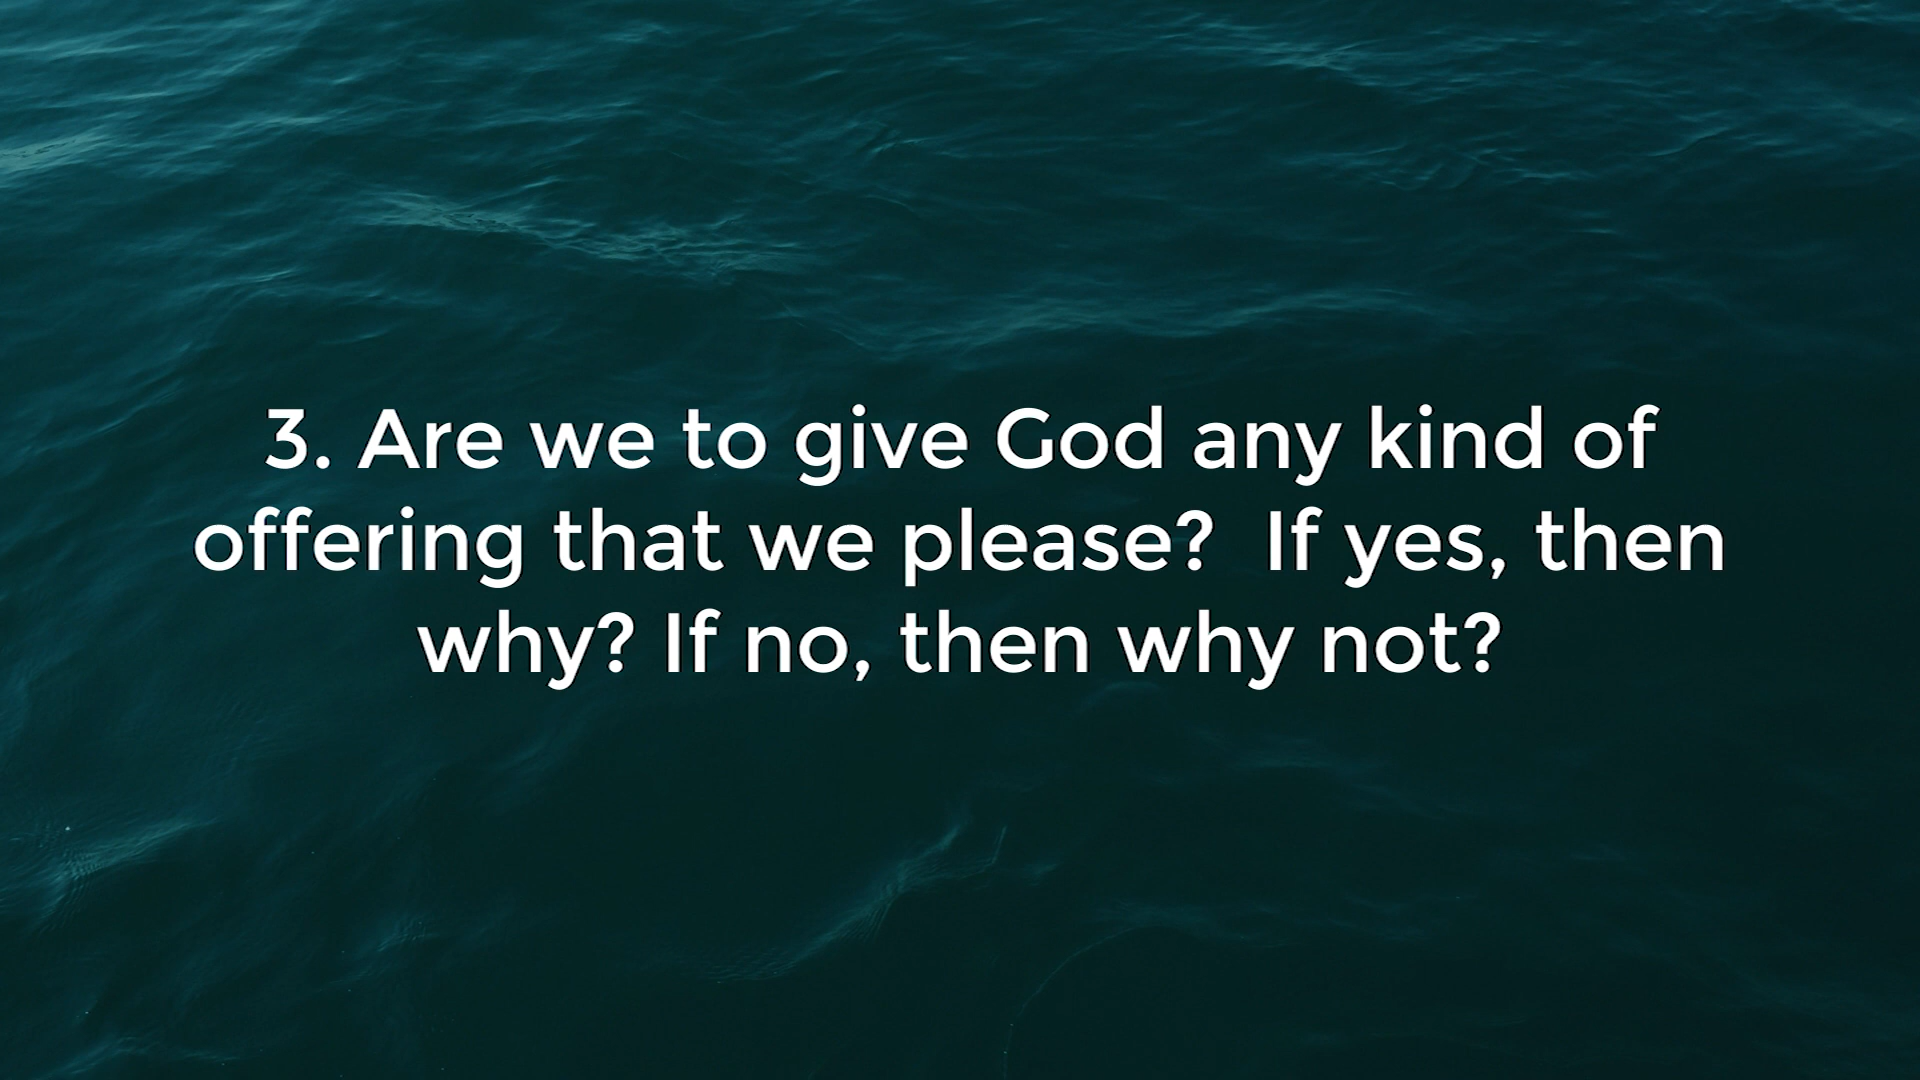 3. Are we to give God any kind of
offering that we please?  If yes, then
why? If no, then why not?